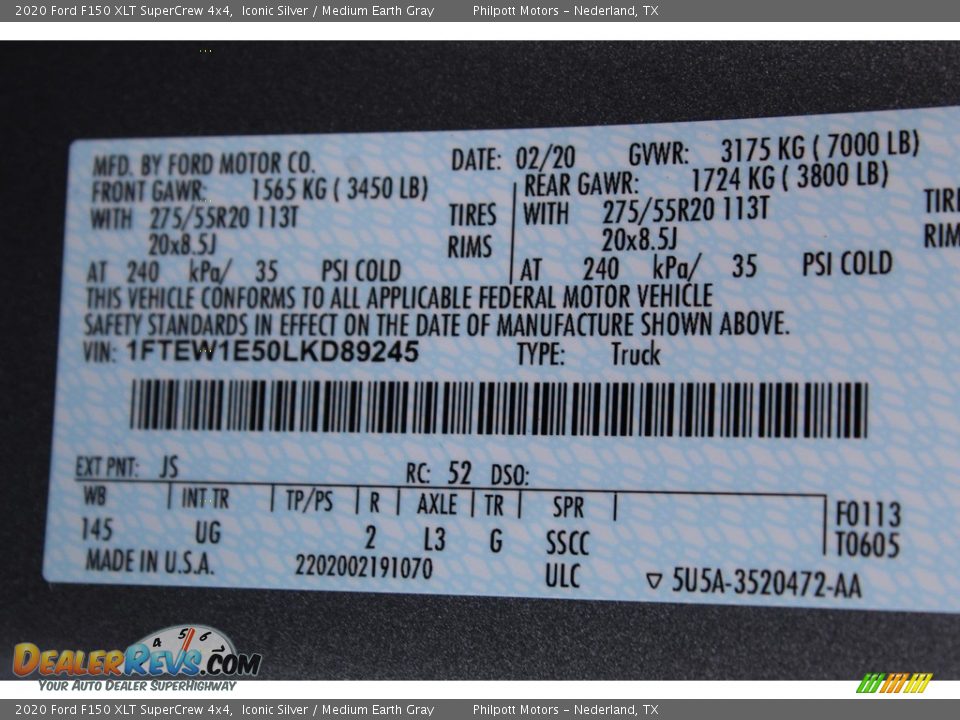 2020 Ford F150 XLT SuperCrew 4x4, Iconic Silver / Medium Earth Gray Philpott Motors – Nederland, TX
MFD. BY FORD MOTOR CO. DATE: 02/20 GVWR: 3175 KG ( 7000 LB)
FRONT GAWR: 1565 KG ( 3450 LB) REAR GAWR: 1724 KG ( 3800 LB)
WITH 275/55R20 113T TIRES WITH 275/55R20 113T TIRE
20x8.5J RIMS 20x8.5J RIM
AT 240 kPa/ 35 PSI COLD AT 240 kPa/ 35 PSI COLD
THIS VEHICLE CONFORMS TO ALL APPLICABLE FEDERAL MOTOR VEHICLE
SAFETY STANDARDS IN EFFECT ON THE DATE OF MANUFACTURE SHOWN ABOVE.
VIN: 1FTEW1E50LKD89245 TYPE: Truck
EXT PNT: JS RC: 52 DSO:
WB INT TR TP/PS R AXLE TR SPR F0113
145 UG 2 L3 G SSCC T0605
MADE IN U.S.A. 2202002191070 ULC ▽ 5U5A-3520472-AA
4 5 6
DealerRevs.com
Your Auto Dealer SuperHighway
2020 Ford F150 XLT SuperCrew 4x4, Iconic Silver / Medium Earth Gray Philpott Motors – Nederland, TX